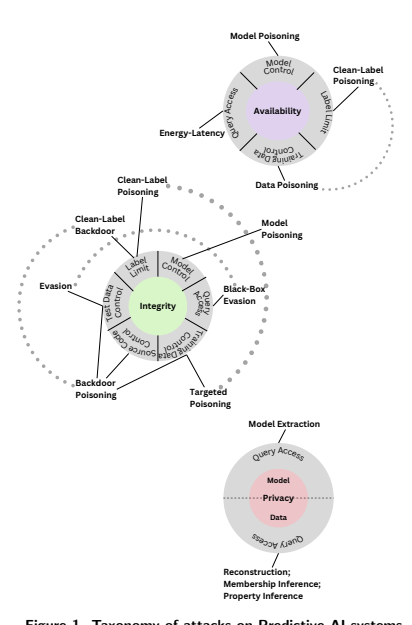 Model Poisoning
Model
Control
Clean-Label
Poisoning
Query Access
Availability
Label Limit
Energy-Latency
Training Data
Control
Data Poisoning
Clean-Label
Poisoning
Clean-Label
Backdoor
Model
Poisoning
Label
Limit
Model
Control
Evasion
Test Data
Control
Integrity
Query
Access
Black-Box
Evasion
Source Code
Control
Training Data
Control
Backdoor
Poisoning
Targeted
Poisoning
Model Extraction
Query Access
Model
Privacy
Data
Query Access
Reconstruction;
Membership Inference;
Property Inference
Figure 1. Taxonomy of attacks on Predictive AI systems